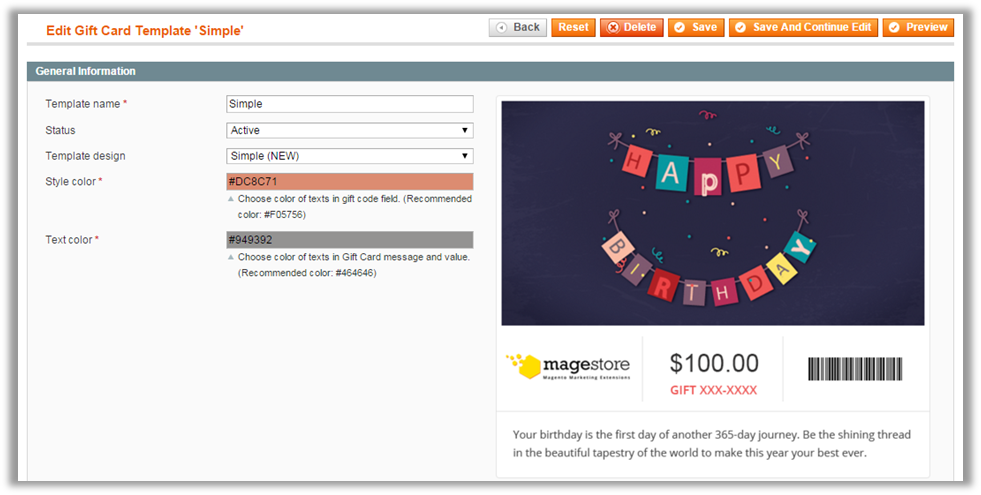 Edit Gift Card Template 'Simple'
Back Reset Delete Save Save And Continue Edit Preview
General Information
Template name *
Simple
Status
Active
Template design
Simple (NEW)
Style color *
#DC8C71
Choose color of texts in gift code field. (Recommended
color: #F05756)
Text color *
#949392
Choose color of texts in Gift Card message and value.
(Recommended color: #464646)
HAPPY
BIRTHDAY
magestore
Magento Marketing Extensions
$100.00
GIFT XXX-XXXX
Your birthday is the first day of another 365-day journey. Be the shining thread
in the beautiful tapestry of the world to make this year your best ever.